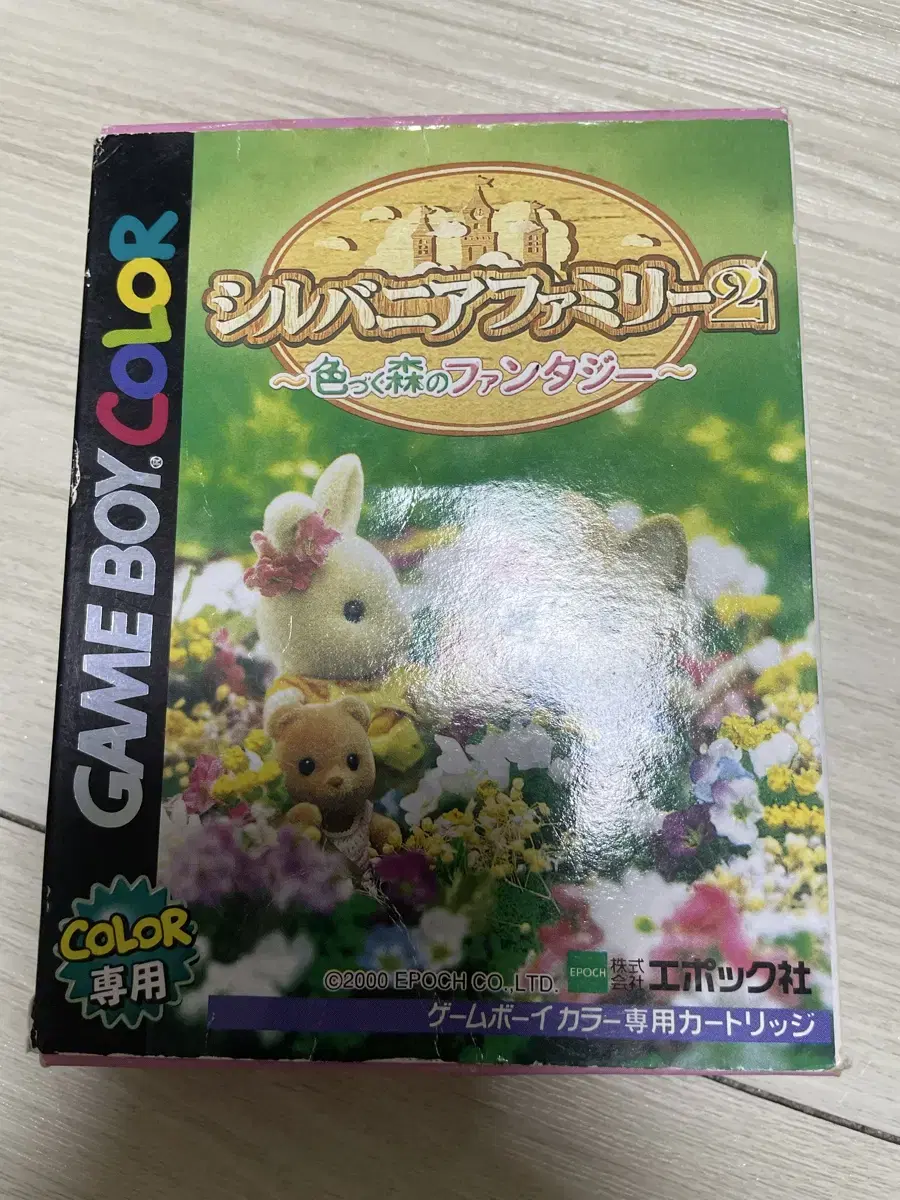 GAME BOY COLOR
シルバニアファミリー2
~色づく森のファンタジー~
COLOR
専用
©2000 EPOCH CO.,LTD.
EPOCH
株式会社
エポック社
ゲームボーイカラー専用カートリッジ